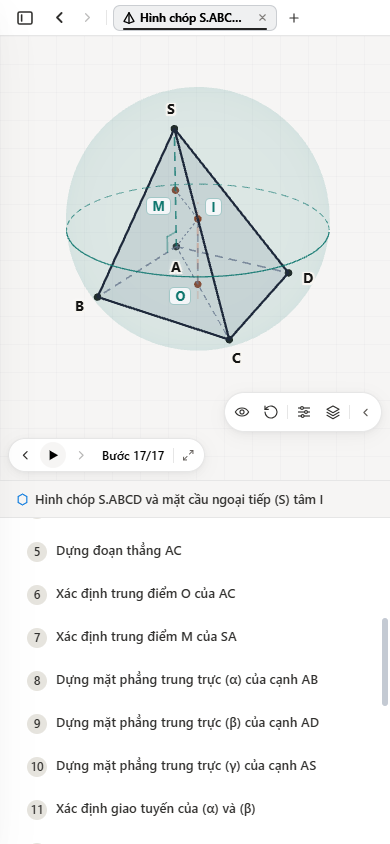 Hình chóp S.ABC...
S
M
I
A
D
O
B
C
Bước 17/17
Hình chóp S.ABCD và mặt cầu ngoại tiếp (S) tâm I
5 Dựng đoạn thẳng AC
6 Xác định trung điểm O của AC
7 Xác định trung điểm M của SA
8 Dựng mặt phẳng trung trực (α) của cạnh AB
9 Dựng mặt phẳng trung trực (β) của cạnh AD
10 Dựng mặt phẳng trung trực (γ) của cạnh AS
11 Xác định giao tuyến của (α) và (β)